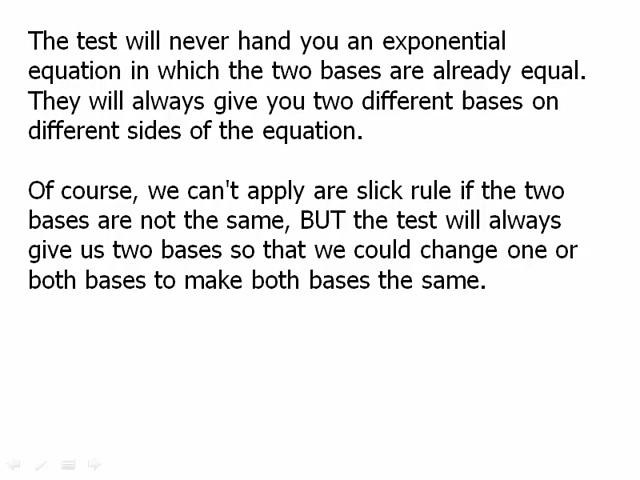 The test will never hand you an exponential
equation in which the two bases are already equal.
They will always give you two different bases on
different sides of the equation.
Of course, we can't apply are slick rule if the two
bases are not the same, BUT the test will always
give us two bases so that we could change one or
both bases to make both bases the same.